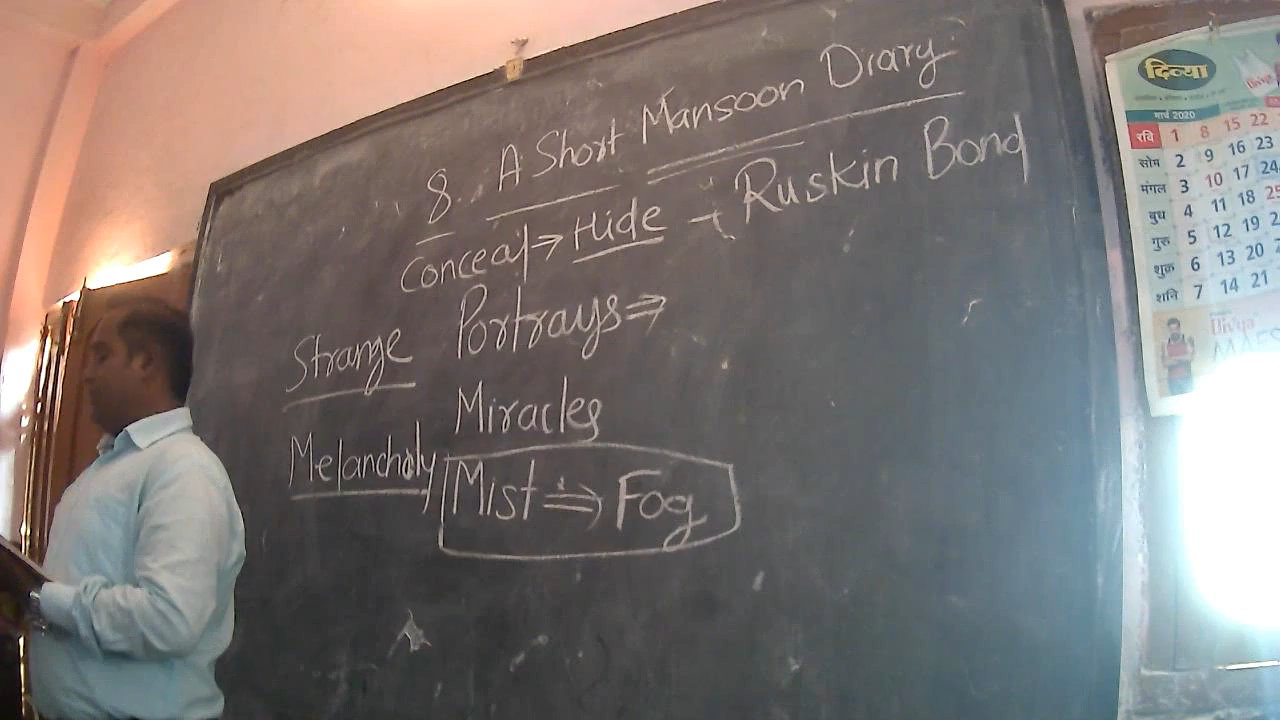 8. A Short Mansoon Diary
- Ruskin Bond
Conceal → Hide
Strange
Portrays ⇒
Miracles
Melancholy
Mist ⇒ Fog
दिव्या
मार्च 2020
रवि 1 8 15 22
सोम 2 9 16 23
मंगल 3 10 17 24
बुध 4 11 18 25
गुरु 5 12 19
शुक्र 6 13 20
शनि 7 14 21
Divya